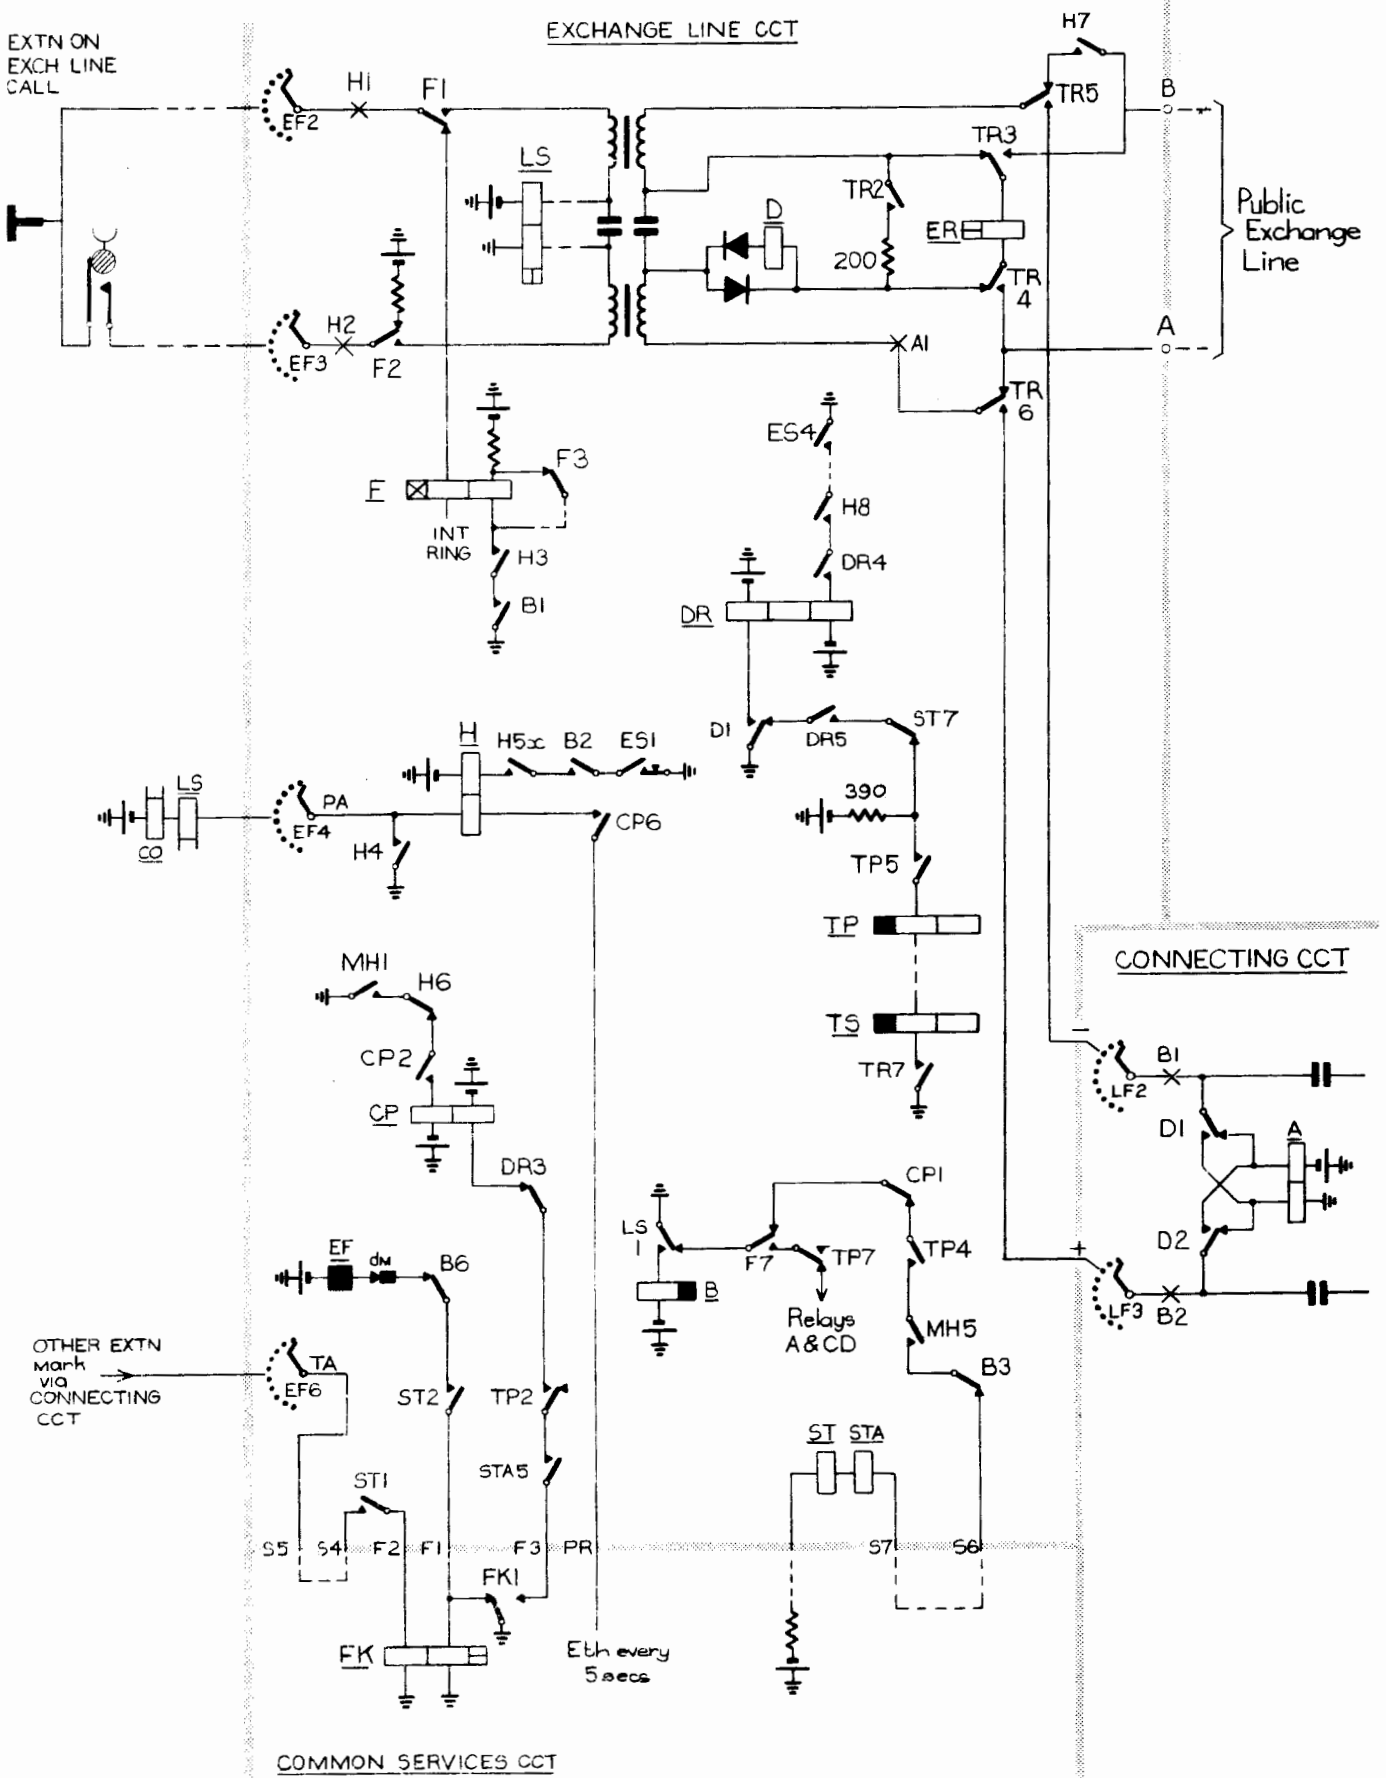 EXCHANGE LINE CCT
EXTN ON
EXCH LINE
CALL
H7
EF2
H1
F1
TR5
B
LS
TR3
TR2
D
ER
200
TR
4
Public
Exchange
Line
EF3
H2
F2
A1
A
TR
6
ES4
F3
F
INT
RING
H3
B1
H8
DR4
DR
D1
DR5
ST7
H
H5x
B2
ES1
390
LS
CO
EF4
PA
H4
CP6
TP5
TP
MH1
H6
CONNECTING CCT
TS
CP2
TR7
CP
DR3
CP1
LF2
B1
D1
A
D2
LS
1
F7
TP7
TP4
B
Relays
A&CD
MH5
B3
LF3
B2
−
+
EF
dM
B6
OTHER EXTN
Mark
via
CONNECTING
CCT
EF6
TA
ST2
TP2
STA5
ST1
ST
STA
S5
S4
F2
F1
F3
PR
S7
S6
FK1
FK
Eth every
5secs
COMMON SERVICES CCT